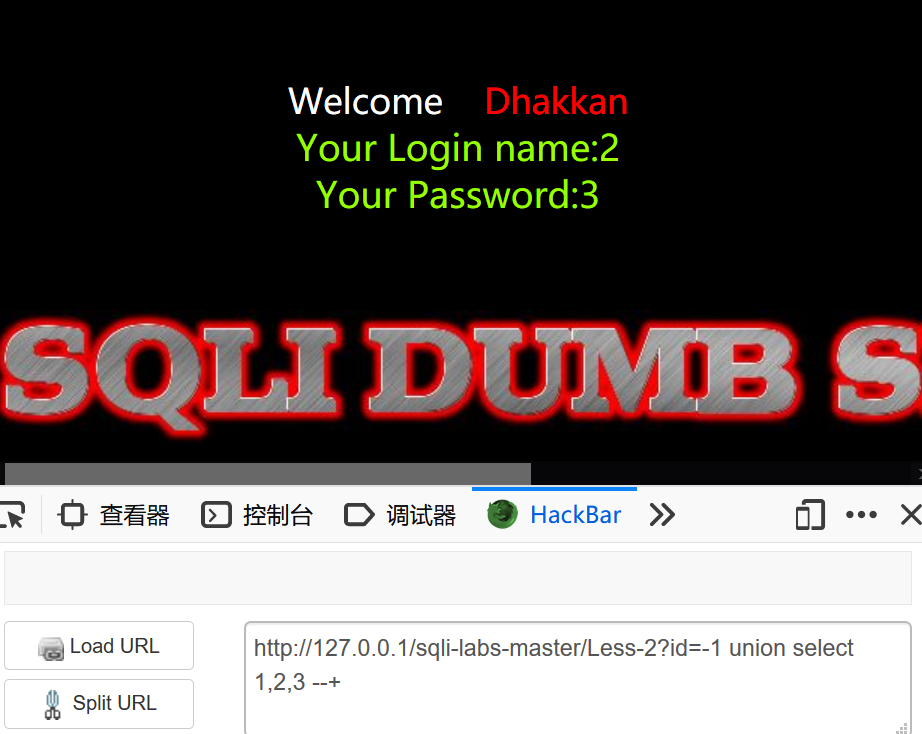 Welcome Dhakkan
Your Login name:2
Your Password:3
SQLI DUMB S
查看器 控制台 调试器 HackBar
Load URL
Split URL
http://127.0.0.1/sqli-labs-master/Less-2?id=-1 union select
1,2,3 --+